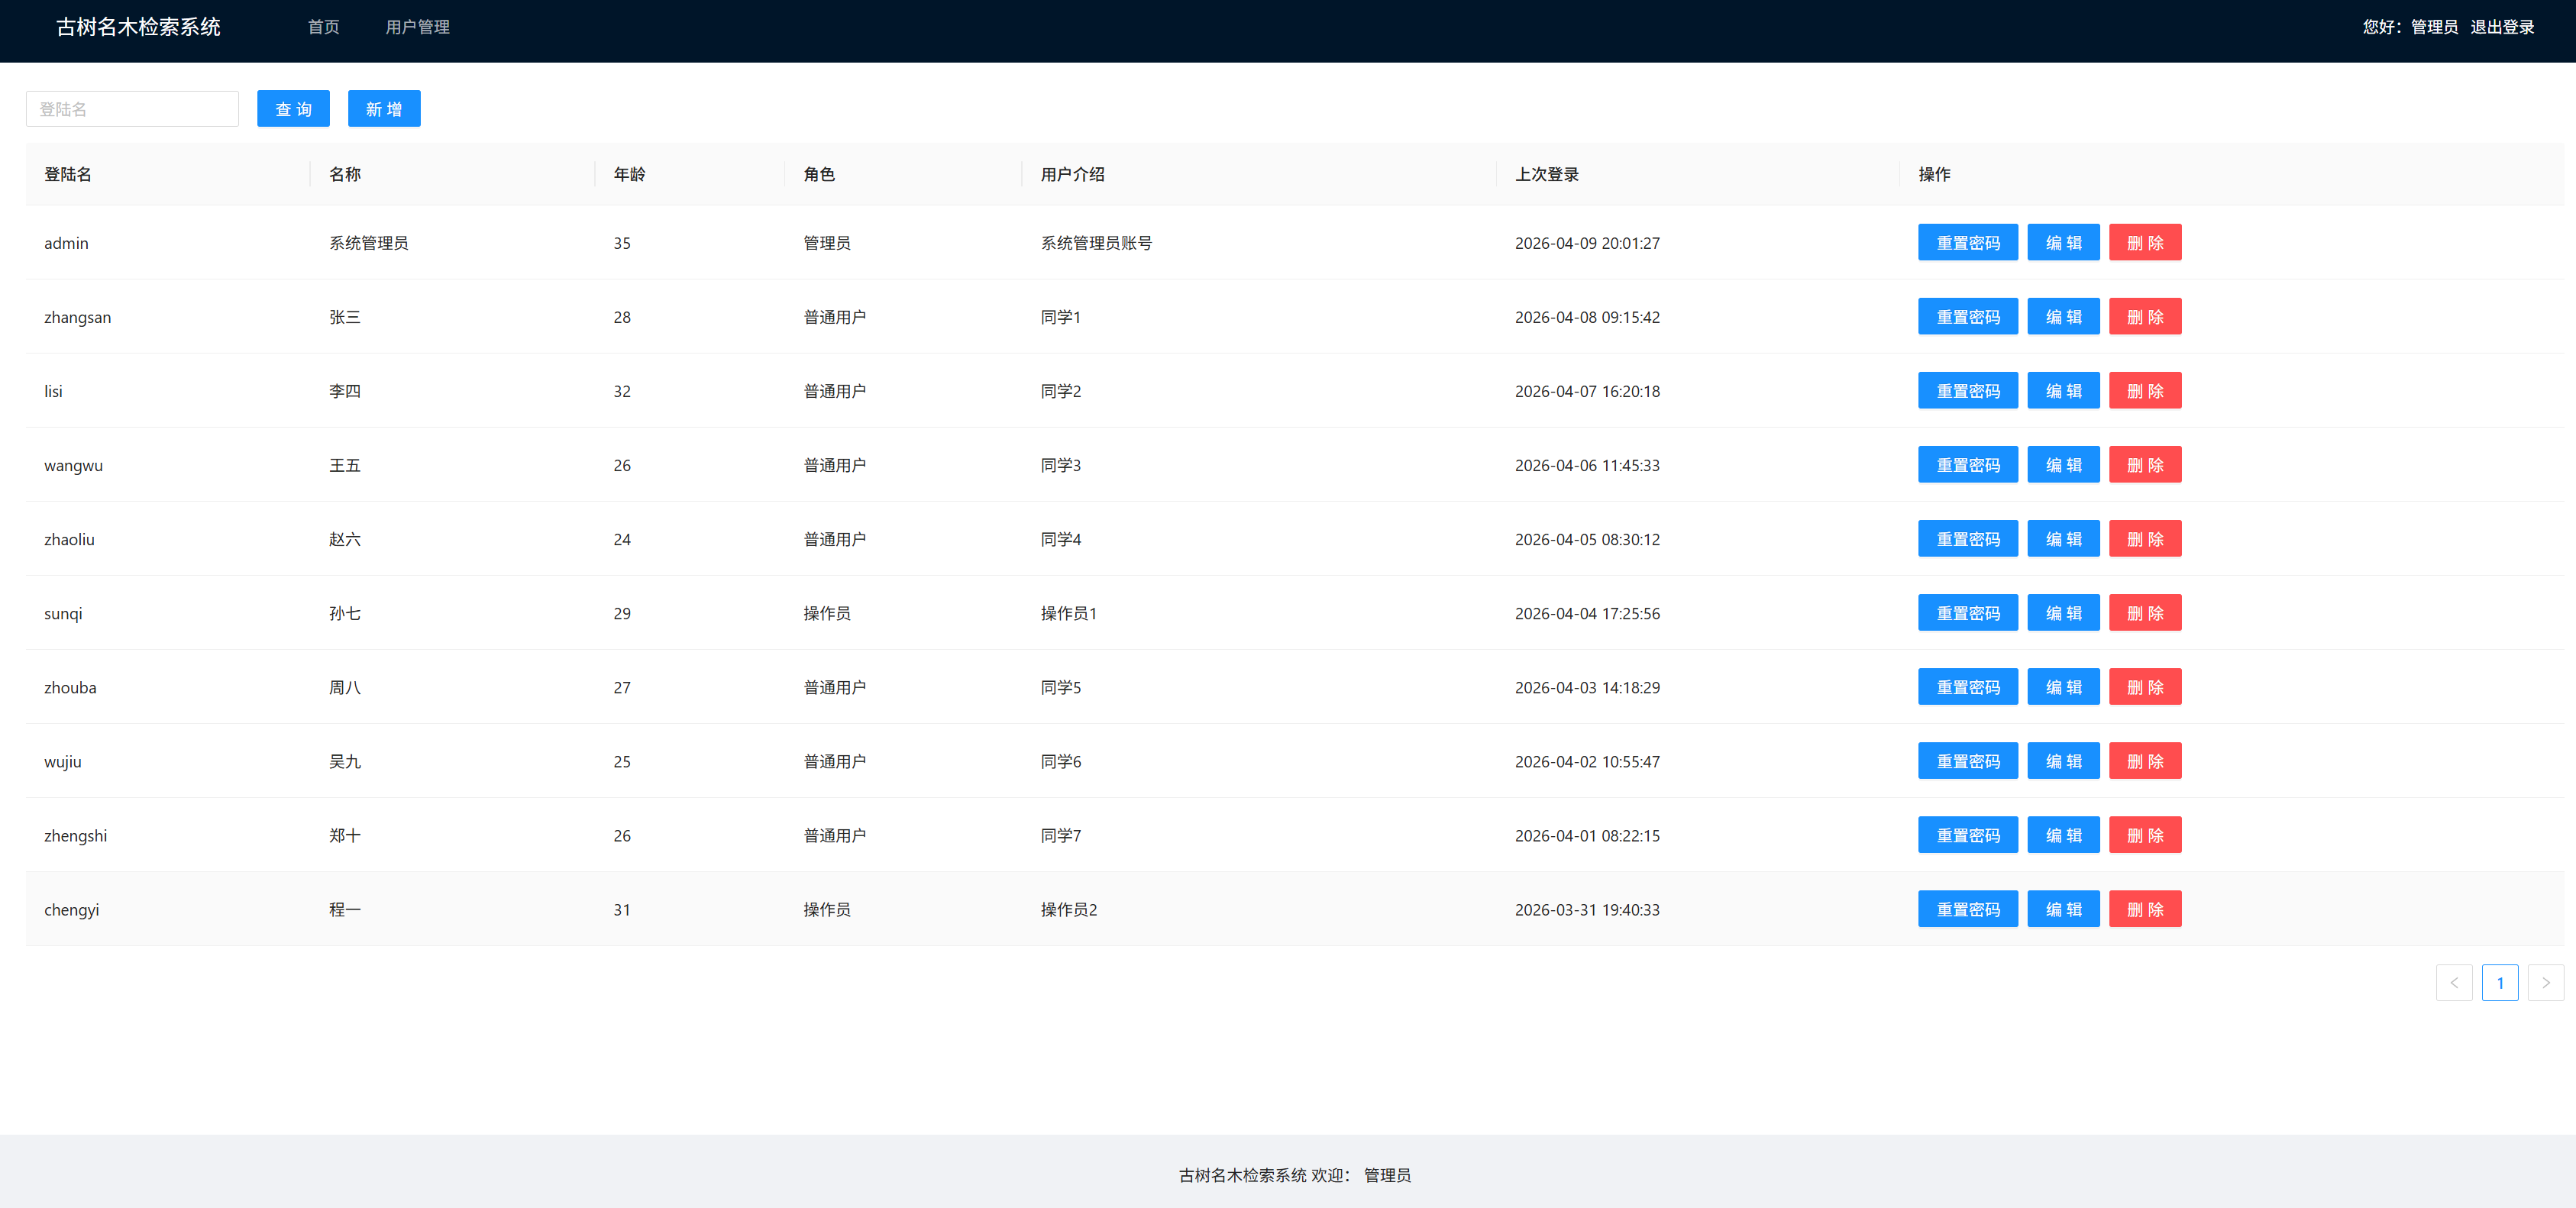 古树名木检索系统 首页 用户管理 您好：管理员 退出登录
登陆名 查 询 新 增
登陆名 名称 年龄 角色 用户介绍 上次登录 操作
admin 系统管理员 35 管理员 系统管理员账号 2026-04-09 20:01:27 重置密码 编 辑 删 除
zhangsan 张三 28 普通用户 同学1 2026-04-08 09:15:42 重置密码 编 辑 删 除
lisi 李四 32 普通用户 同学2 2026-04-07 16:20:18 重置密码 编 辑 删 除
wangwu 王五 26 普通用户 同学3 2026-04-06 11:45:33 重置密码 编 辑 删 除
zhaoliu 赵六 24 普通用户 同学4 2026-04-05 08:30:12 重置密码 编 辑 删 除
sunqi 孙七 29 操作员 操作员1 2026-04-04 17:25:56 重置密码 编 辑 删 除
zhouba 周八 27 普通用户 同学5 2026-04-03 14:18:29 重置密码 编 辑 删 除
wujiu 吴九 25 普通用户 同学6 2026-04-02 10:55:47 重置密码 编 辑 删 除
zhengshi 郑十 26 普通用户 同学7 2026-04-01 08:22:15 重置密码 编 辑 删 除
chengyi 程一 31 操作员 操作员2 2026-03-31 19:40:33 重置密码 编 辑 删 除
< 1 >
古树名木检索系统 欢迎： 管理员